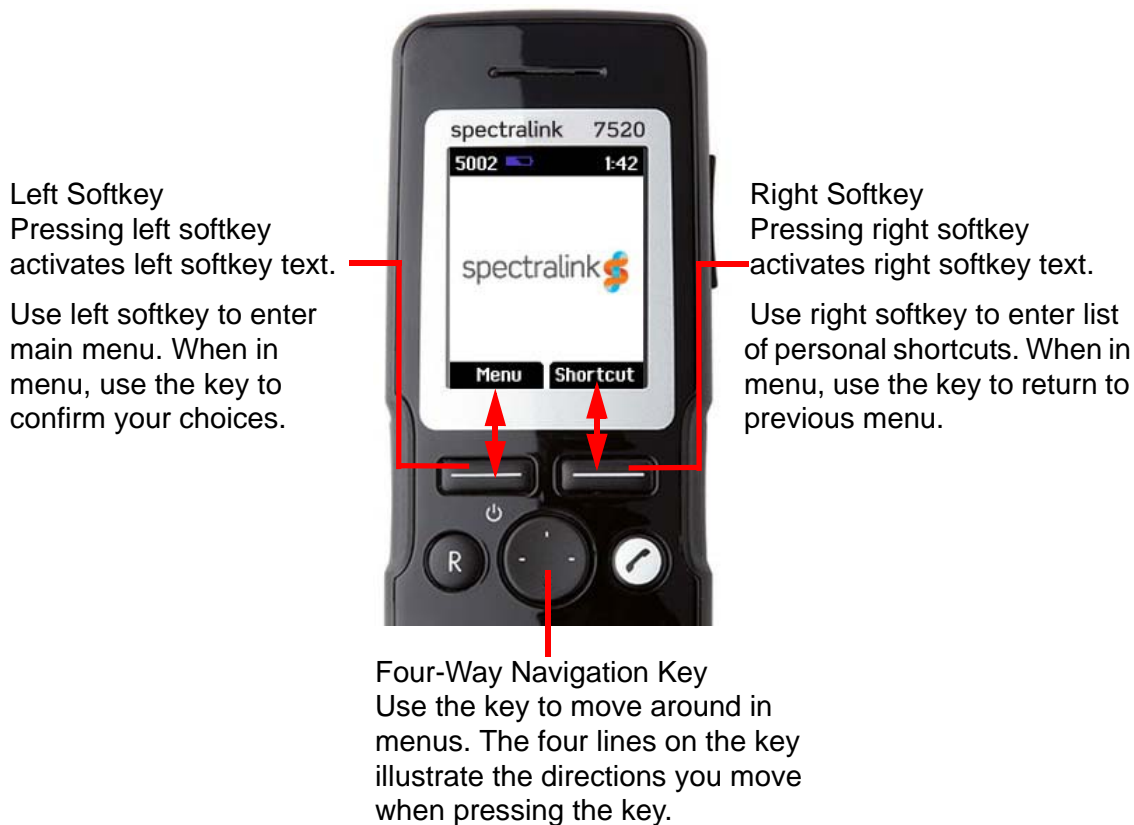 spectralink 7520
5002 1:42
spectralink
Menu Shortcut
R
Left Softkey
Pressing left softkey
activates left softkey text.
Use left softkey to enter
main menu. When in
menu, use the key to
confirm your choices.
Right Softkey
Pressing right softkey
activates right softkey text.
Use right softkey to enter list
of personal shortcuts. When in
menu, use the key to return to
previous menu.
Four-Way Navigation Key
Use the key to move around in
menus. The four lines on the key
illustrate the directions you move
when pressing the key.